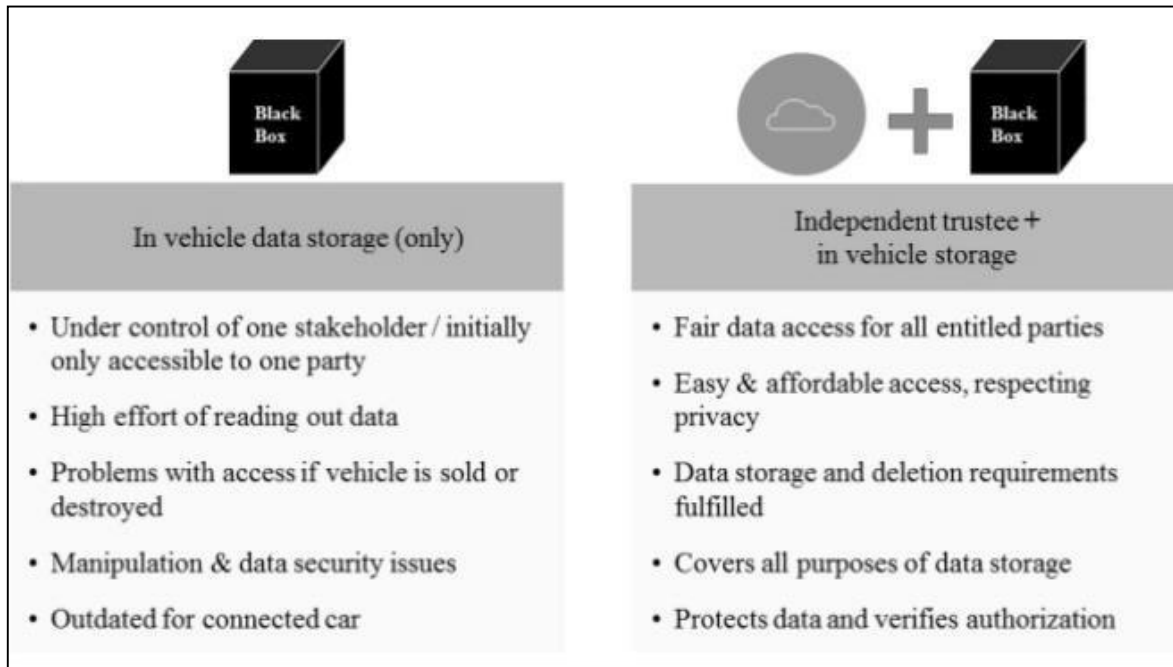 Black
Box
In vehicle data storage (only)
• Under control of one stakeholder / initially
only accessible to one party
• High effort of reading out data
• Problems with access if vehicle is sold or
destroyed
• Manipulation & data security issues
• Outdated for connected car
Black
Box
Independent trustee +
in vehicle storage
• Fair data access for all entitled parties
• Easy & affordable access, respecting
privacy
• Data storage and deletion requirements
fulfilled
• Covers all purposes of data storage
• Protects data and verifies authorization